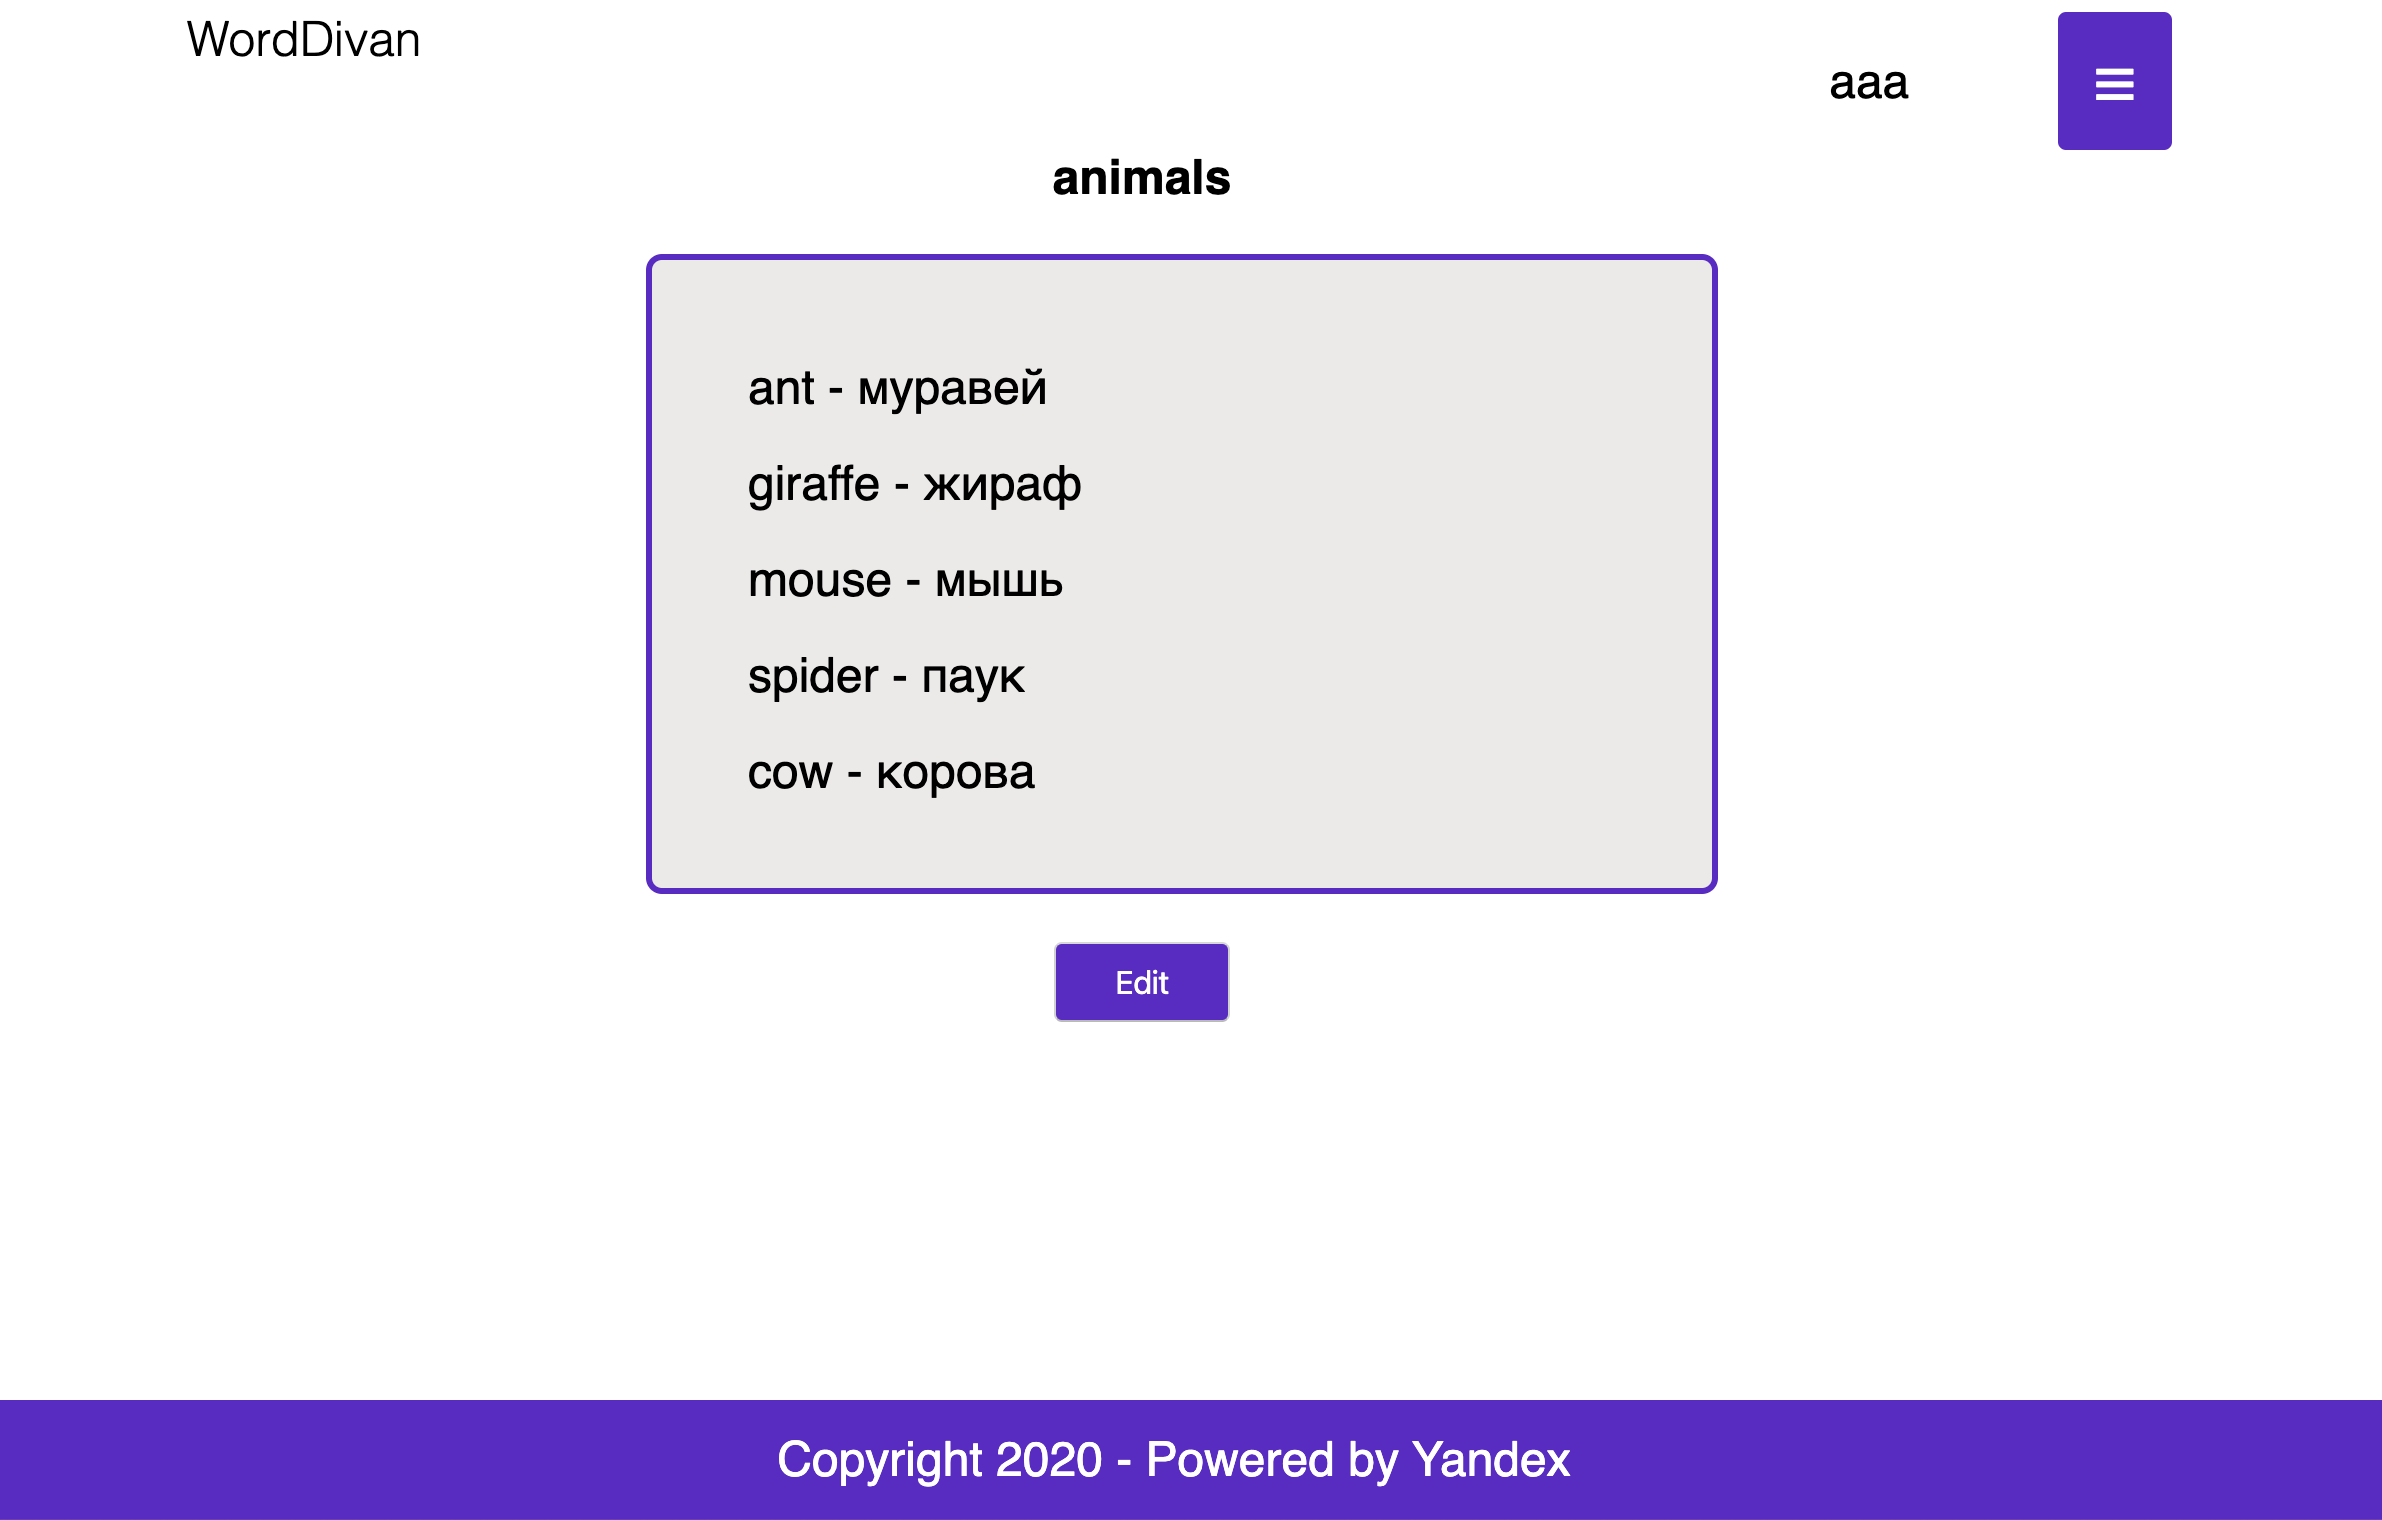 WordDivan
aaa
animals
ant - муравей
giraffe - жираф
mouse - мышь
spider - паук
cow - корова
Edit
Copyright 2020 - Powered by Yandex